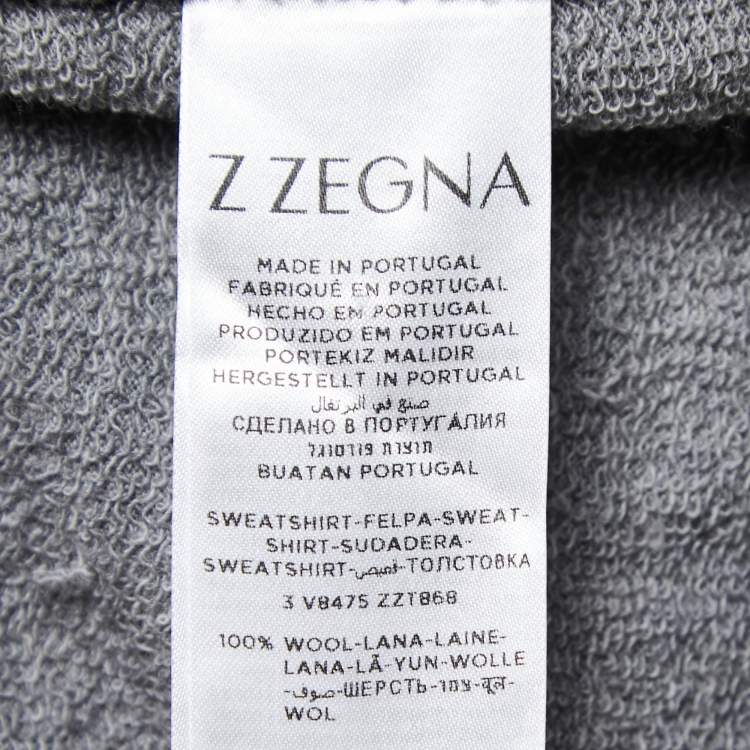 Z ZEGNA
MADE IN PORTUGAL
FABRIQUÉ EN PORTUGAL
HECHO EN PORTUGAL
PRODUZIDO EM PORTUGAL
PORTEKIZ MALIDIR
HERGESTELLT IN PORTUGAL
صنع في البرتغال
СДЕЛАНО В ПОРТУГАЛИЯ
תוצרת פורטוגל
BUATAN PORTUGAL
SWEATSHIRT-FELPA-SWEAT-
SHIRT-SUDADERA-
SWEATSHIRT-قميص-ТОЛСТОВКА
3 V8475 ZZT868
100% WOOL-LANA-LAINE-
LANA-LÃ-YUN-WOLLE
-صوف-ШЕРСТЬ-צמר-ऊन-
WOL